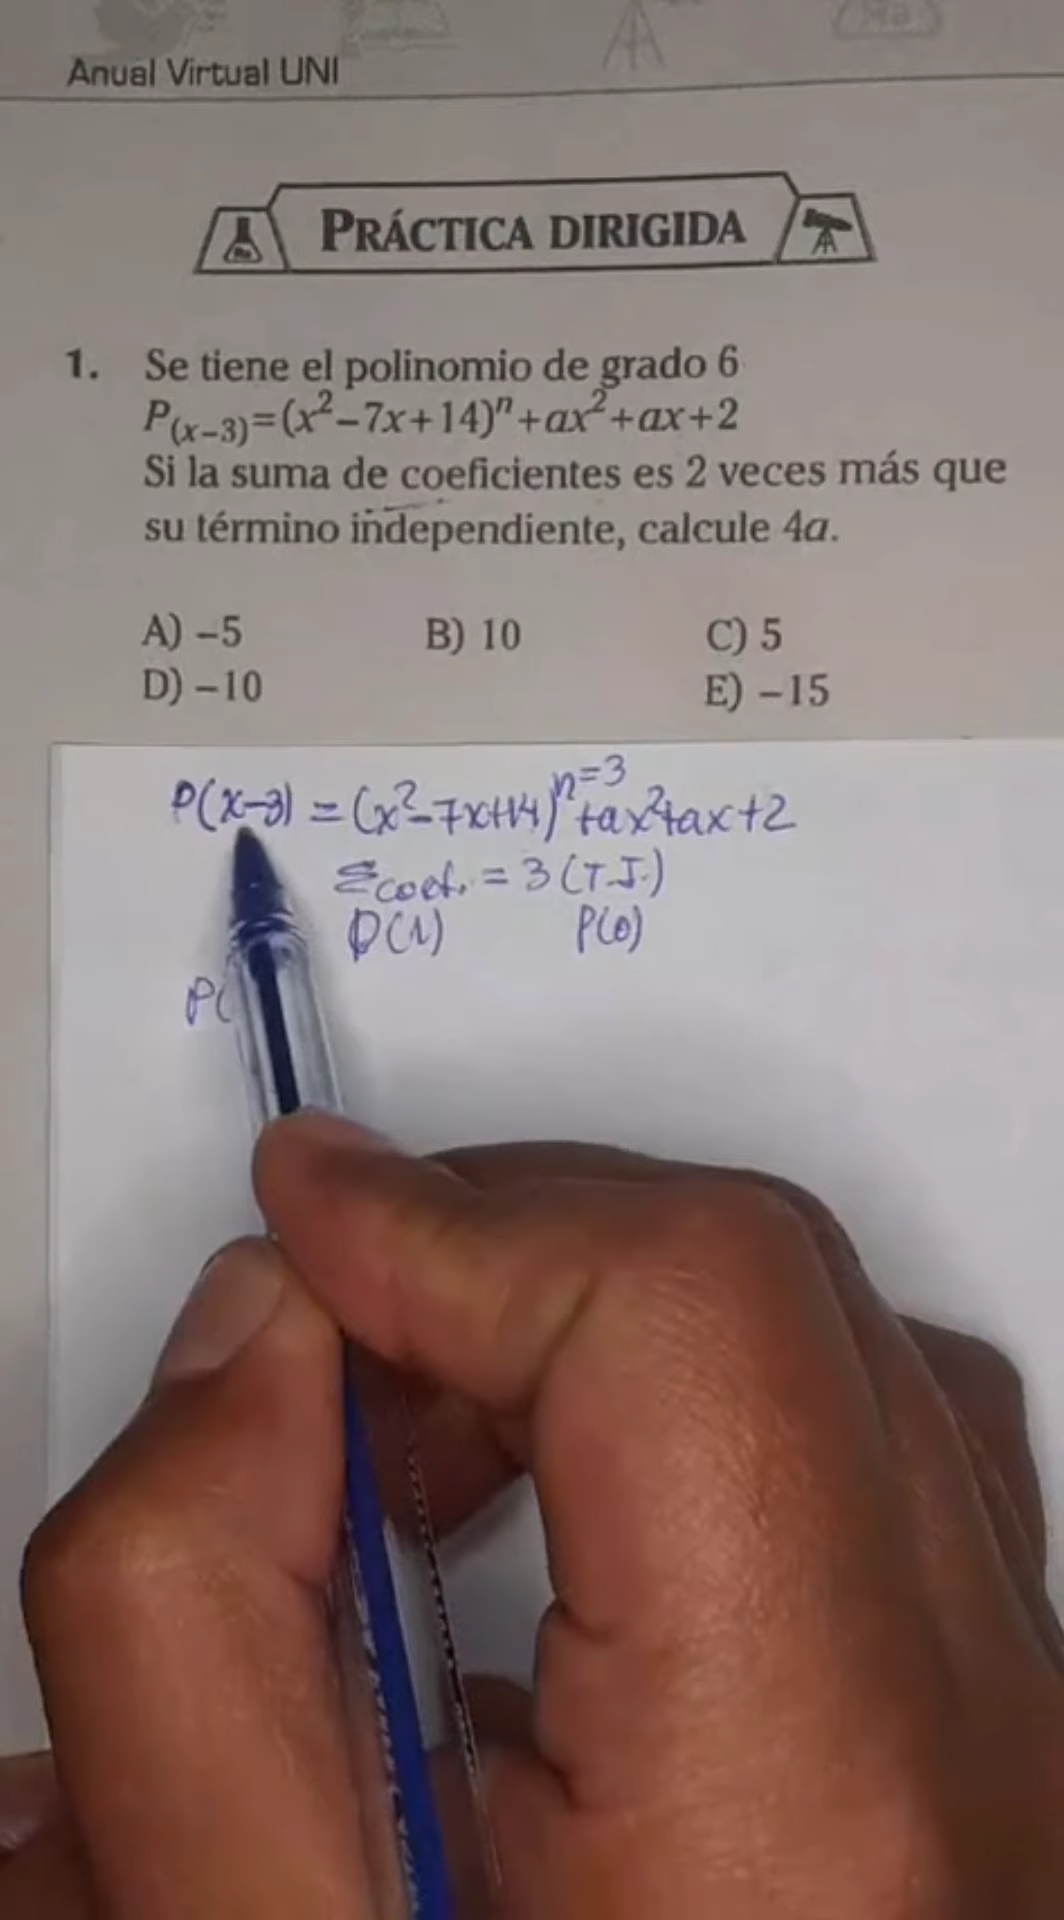 Anual Virtual UNI
PRÁCTICA DIRIGIDA
1. Se tiene el polinomio de grado 6
P(x−3)=(x²−7x+14)ⁿ+ax²+ax+2
Si la suma de coeficientes es 2 veces más que
su término independiente, calcule 4a.
A) −5 B) 10 C) 5
D) −10 E) −15
n=3
P(x−3) = (x²−7x+14)ⁿ+ax²+ax+2
Σcoef. = 3(T.I.)
P(1) P(0)
P(